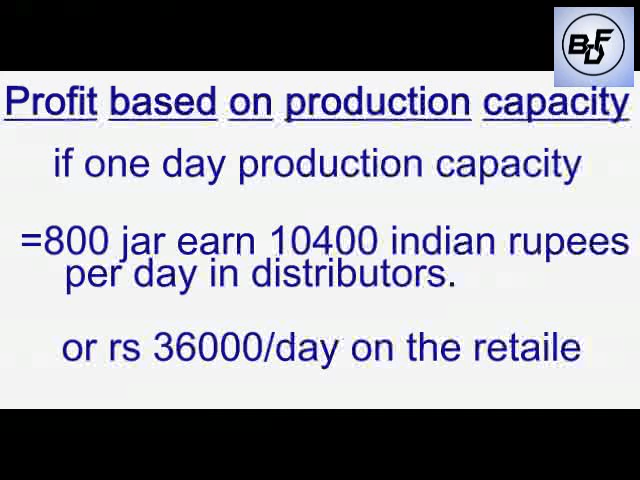 BDF
Profit based on production capacity
if one day production capacity
=800 jar earn 10400 indian rupees
per day in distributors.
or rs 36000/day on the retaile